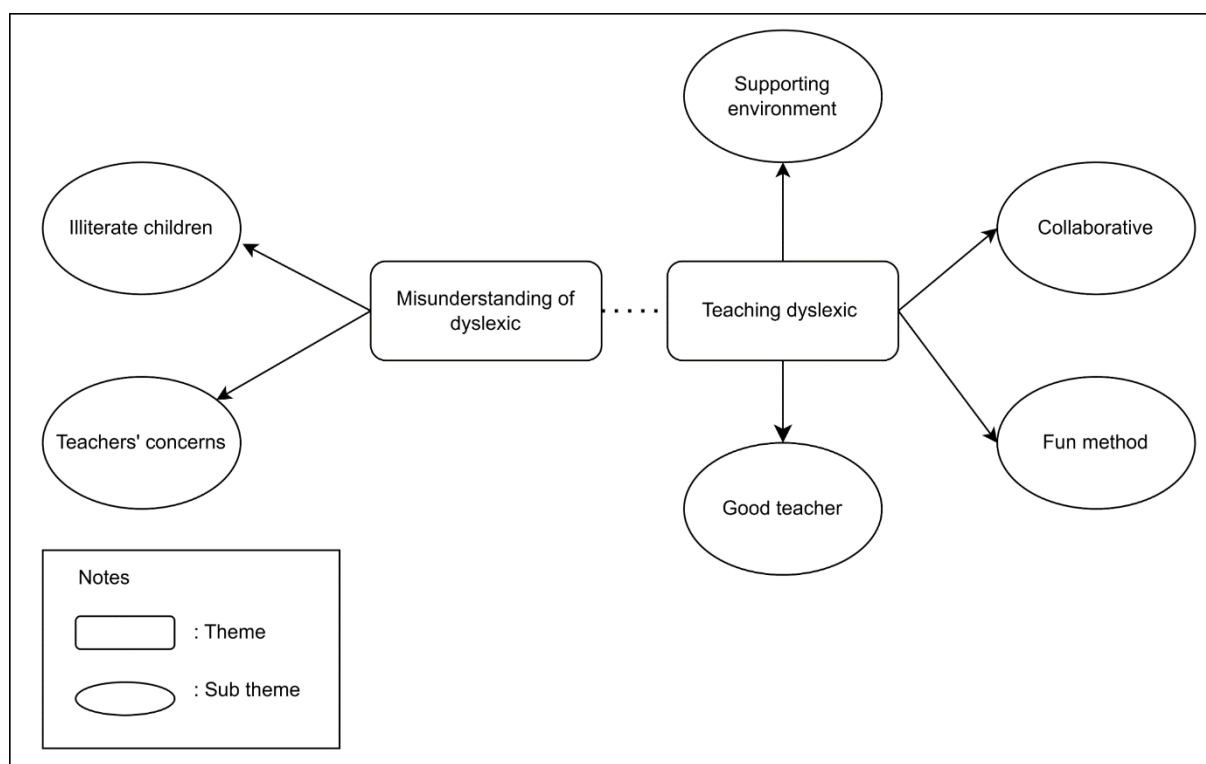 Supporting
environment
Illiterate children
Collaborative
Misunderstanding of
dyslexic
Teaching dyslexic
Teachers' concerns
Fun method
Good teacher
Notes
: Theme
: Sub theme